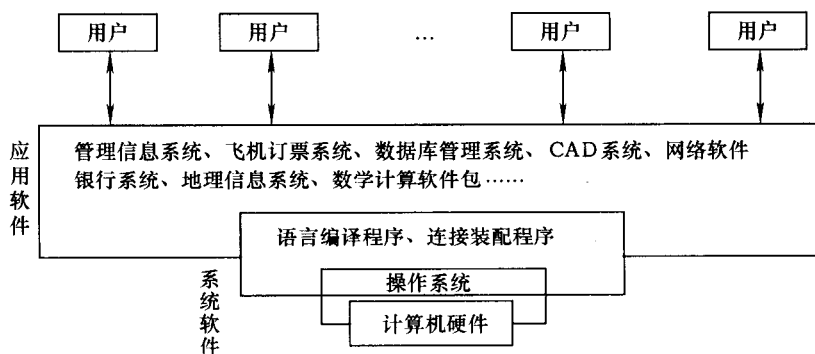 用户 用户 … 用户 用户
应用软件
管理信息系统、飞机订票系统、数据库管理系统、CAD系统、网络软件
银行系统、地理信息系统、数学计算软件包……
语言编译程序、连接装配程序
系统软件
操作系统
计算机硬件